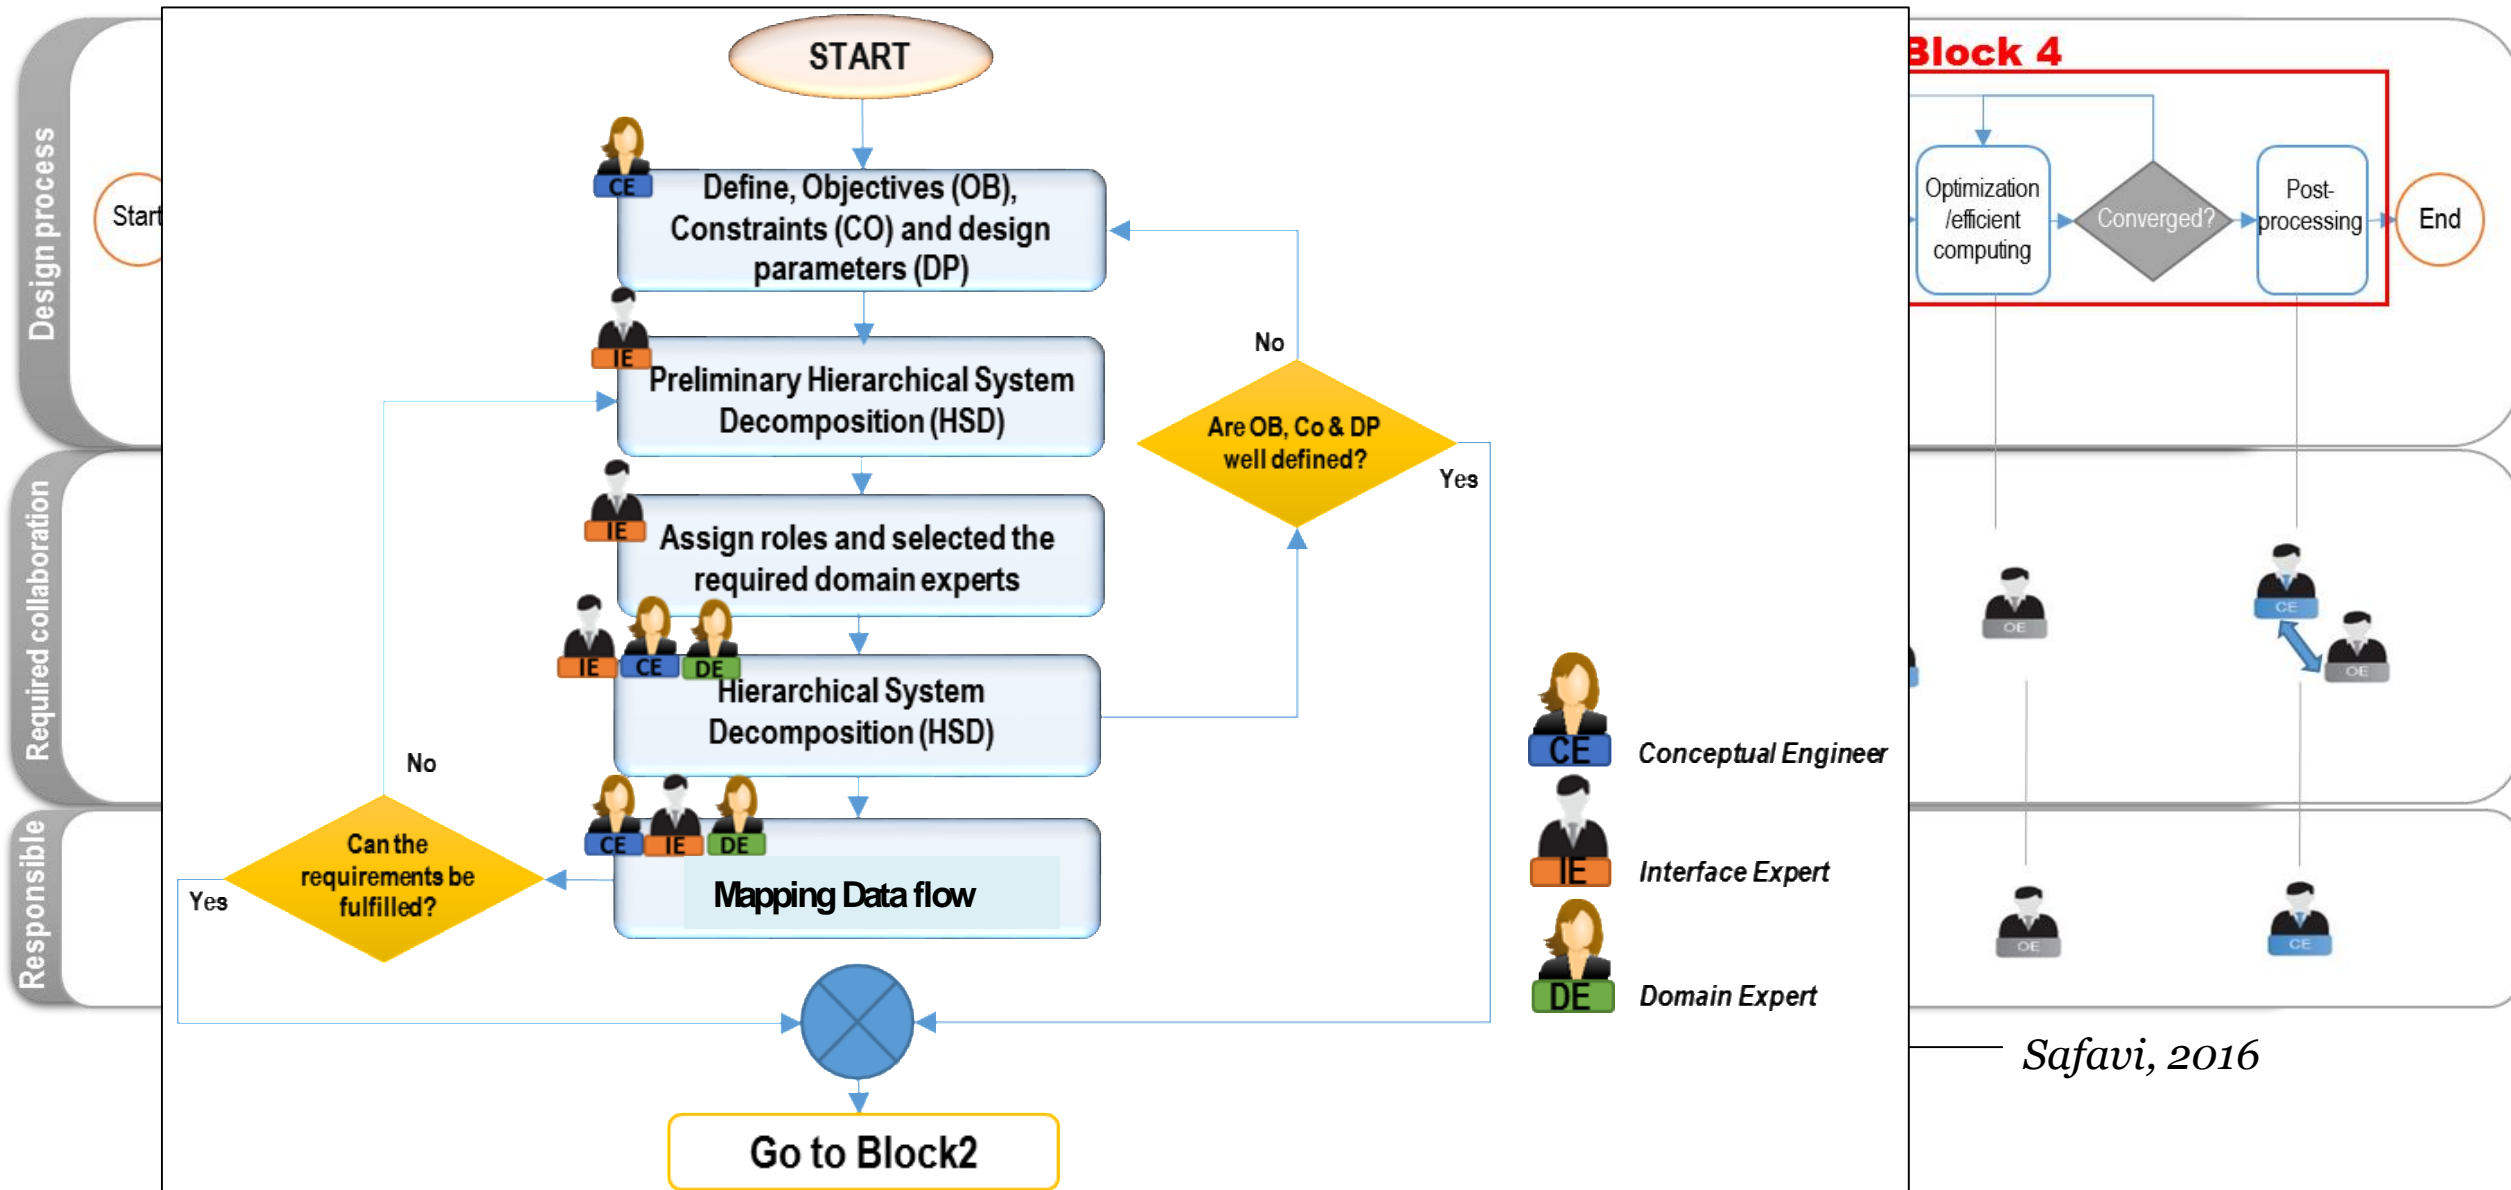 START
CE
Define, Objectives (OB),
Constraints (CO) and design
parameters (DP)
IE
Preliminary Hierarchical System
Decomposition (HSD)
IE
Assign roles and selected the
required domain experts
IE
CE
DE
Hierarchical System
Decomposition (HSD)
CE
IE
DE
Mapping Data flow
No
Are OB, Co & DP
well defined?
Yes
No
Can the
requirements be
fulfilled?
Yes
Go to Block2
CE
Conceptual Engineer
IE
Interface Expert
DE
Domain Expert
Design process
Required collaboration
Responsible
Start
Block 4
Optimization
/efficient
computing
Converged?
Post-
processing
End
OE
CE
OE
OE
CE
Safavi, 2016